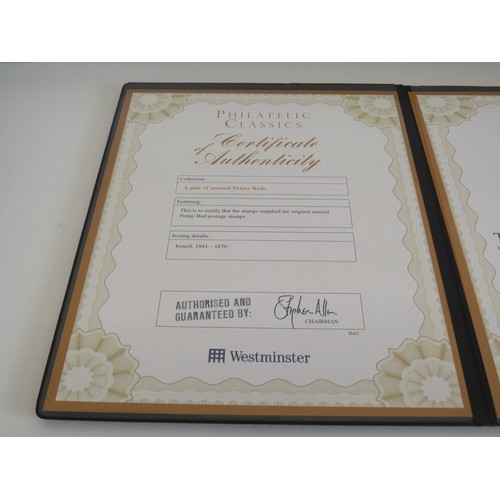 PHILATELIC
CLASSICS
Certificate
of Authenticity
Collection:
A pair of unused Penny Reds
Featuring:
This is to certify that the stamps supplied are original unused
Penny Red postage stamps
Issuing details:
Issued: 1841 – 1870
AUTHORISED AND
GUARANTEED BY:
Stephen Allen
CHAIRMAN
Westminster